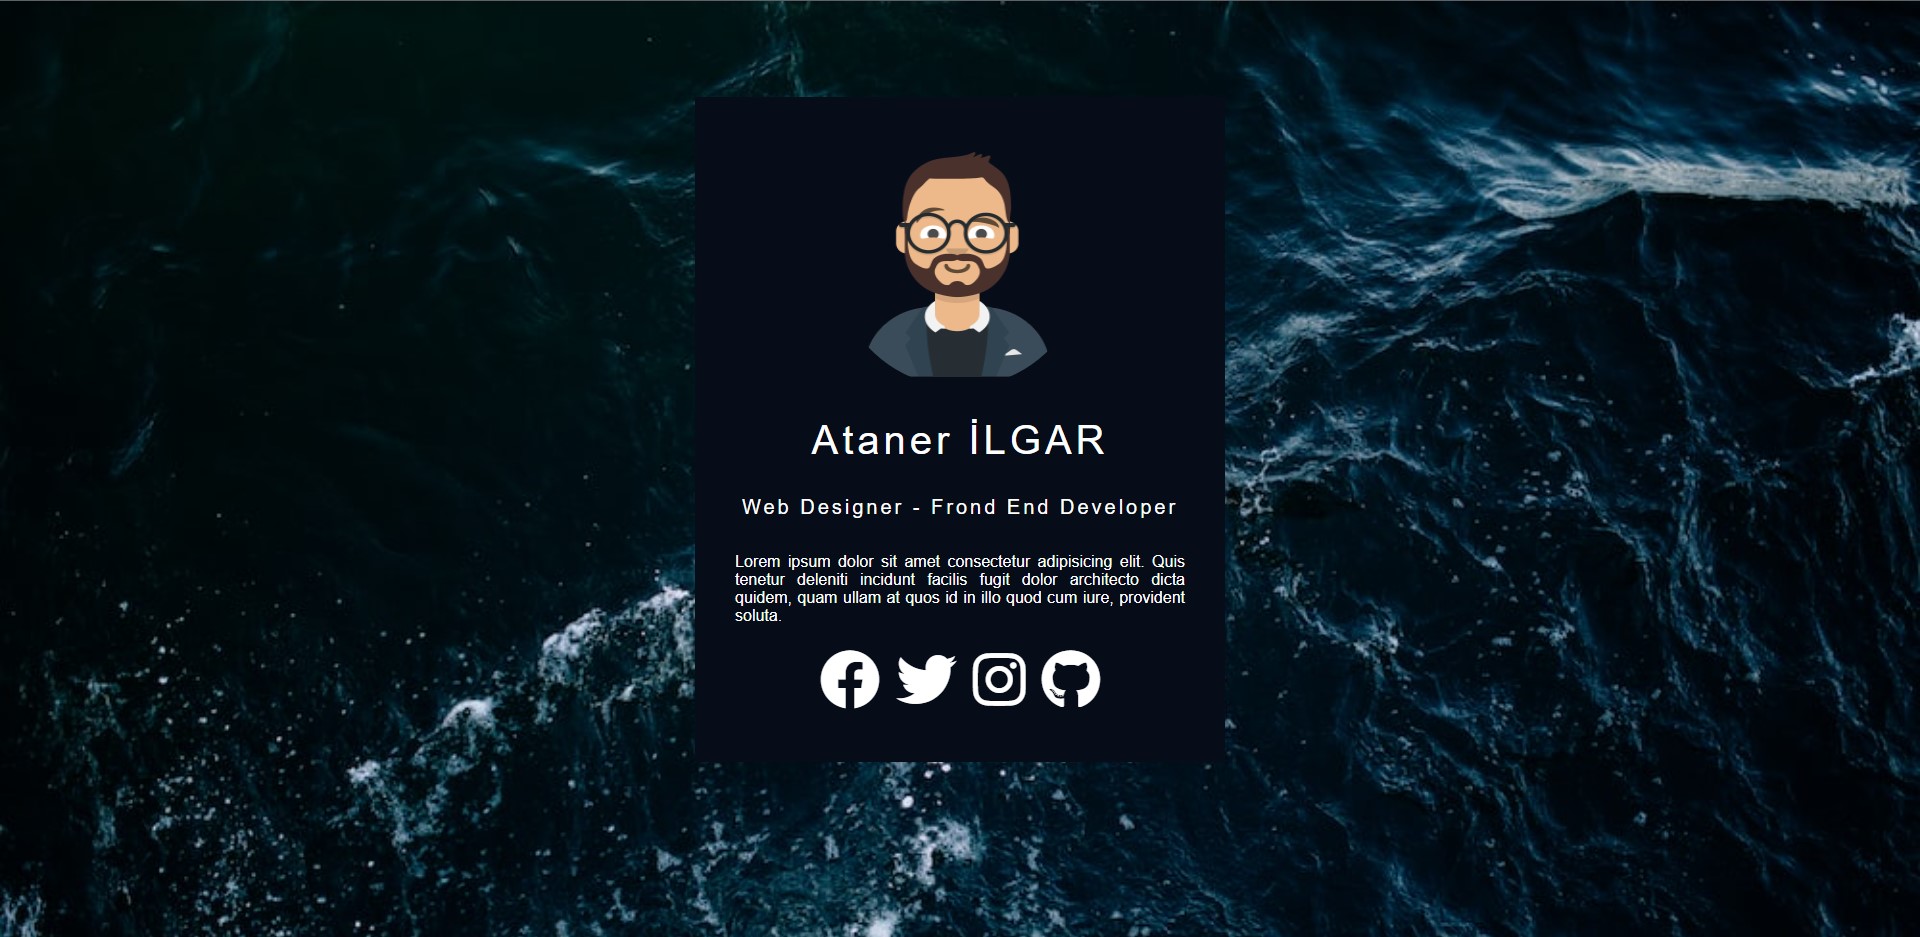 Ataner İLGAR
Web Designer - Frond End Developer
Lorem ipsum dolor sit amet consectetur adipisicing elit. Quis
tenetur deleniti incidunt facilis fugit dolor architecto dicta
quidem, quam ullam at quos id in illo quod cum iure, provident
soluta.